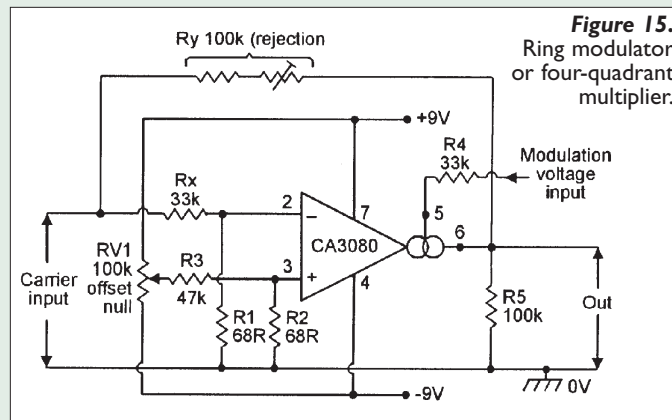 Figure 15.
Ring modulator
or four-quadrant
multiplier.
Ry 100k (rejection
+9V
R4
33k
Modulation
voltage
input
Rx
33k
2
−
7
5
6
CA3080
Carrier
input
RV1
100k
offset
null
R3
47k
3
+
4
R1
68R
R2
68R
R5
100k
Out
0V
-9V